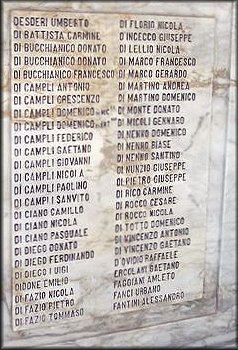 DESDERI UMBERTO
DI BATTISTA CARMINE
DI BUCCHIANICO DONATO
DI BUCCHIANICO DONATO
DI BUCCHIANICO FRANCESCO
DI CAMPLI ANTONIO
DI CAMPLI CRESCENZO
DI CAMPLI DOMENICO
DI CAMPLI DOMENICO
DI CAMPLI FEDERICO
DI CAMPLI GAETANO
DI CAMPLI GIOVANNI
DI CAMPLI NICOLA
DI CAMPLI PAOLINO
DI CAMPLI SANVITO
DI CIANO CAMILLO
DI CIANO NICOLA
DI CIANO PASQUALE
DI DIEGO DONATO
DI DIEGO FERDINANDO
DI DIEGO LUIGI
DIDONE EMILIO
DI FAZIO NICOLA
DI FAZIO PIETRO
DI FAZIO TOMMASO
DI FLORIO NICOLA
D'INCECCO GIUSEPPE
DI LELLIO NICOLA
DI MARCO FRANCESCO
DI MARCO GERARDO
DI MARTINO ANDREA
DI MARTINO DOMENICO
DI MONTE DONATO
DI NICOLI GENNARO
DI NENNO DOMENICO
DI NENNO BIASE
DI NENNO SANTINO
DI NUNZIO GIUSEPPE
DI PIETRO GIUSEPPE
DI RICO CARMINE
DI ROCCO CESARE
DI ROCCO NICOLA
DI TOTTO DOMENICO
DI VINCENZO ANTONIO
DI VINCENZO GAETANO
D'OVIDIO RAFFAELE
ERCOLANI GAETANO
FAGGIANI AMLETO
FANCI URBANO
FANTINI ALESSANDRO